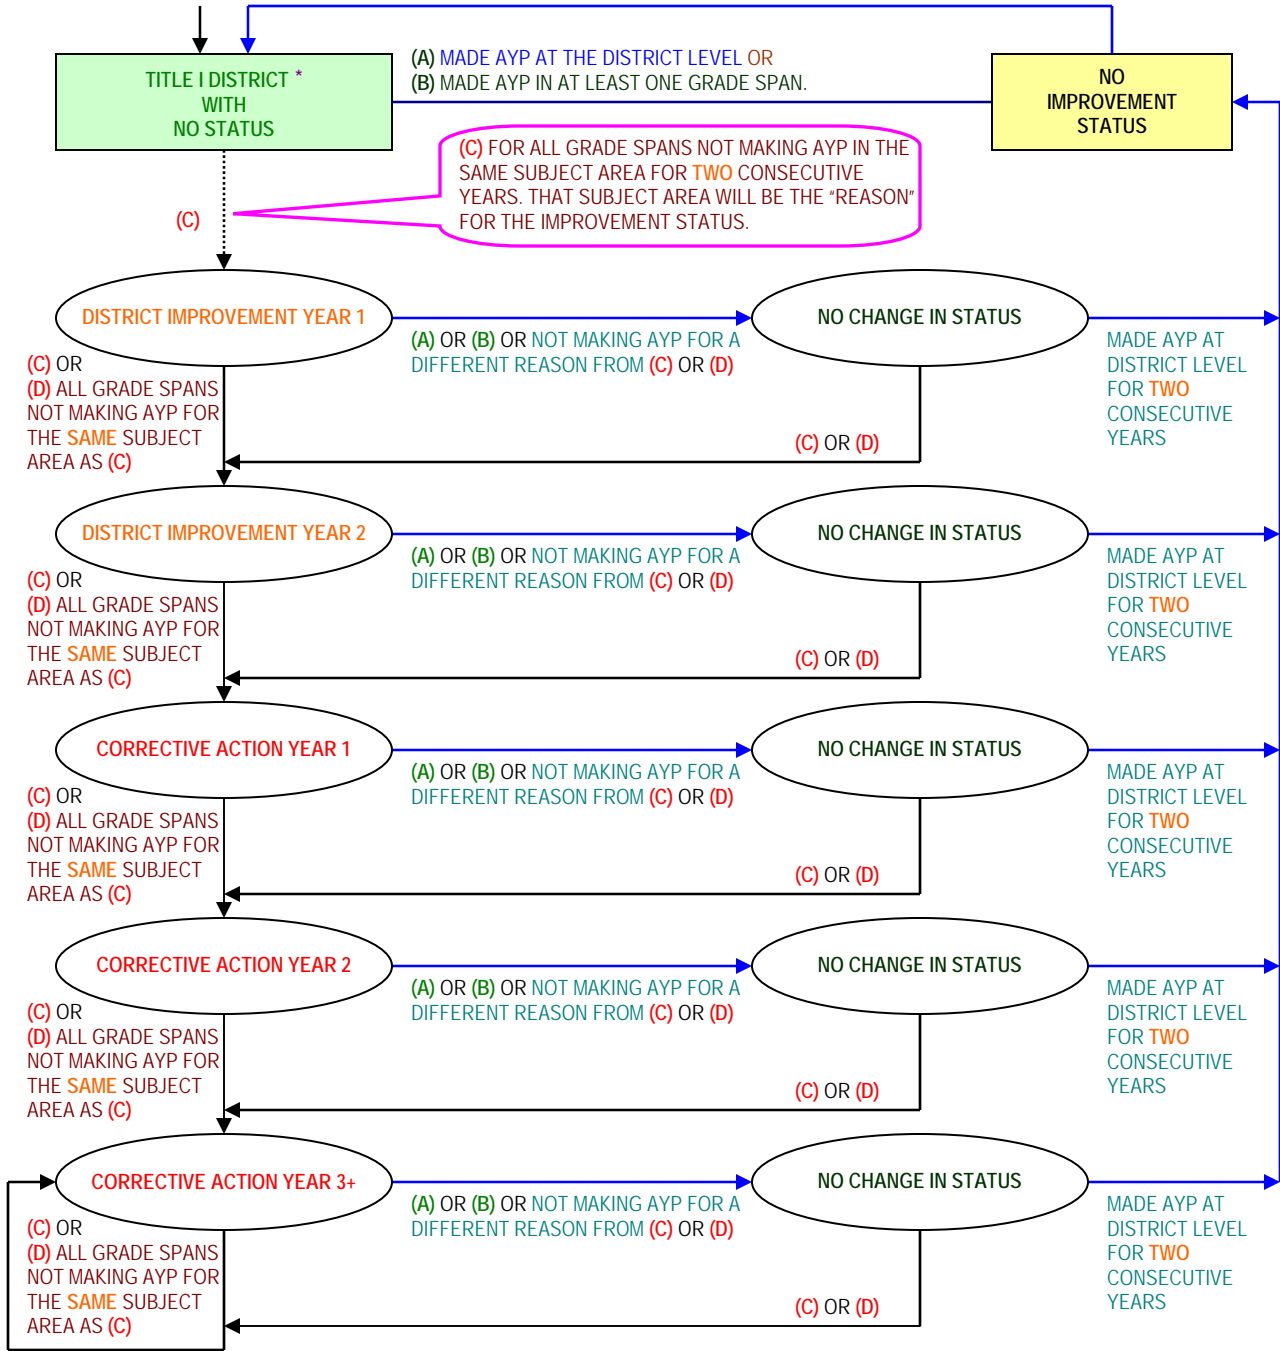 TITLE I DISTRICT *
WITH
NO STATUS
(A) MADE AYP AT THE DISTRICT LEVEL OR
(B) MADE AYP IN AT LEAST ONE GRADE SPAN.
NO
IMPROVEMENT
STATUS
(C) FOR ALL GRADE SPANS NOT MAKING AYP IN THE
SAME SUBJECT AREA FOR TWO CONSECUTIVE
YEARS. THAT SUBJECT AREA WILL BE THE “REASON”
FOR THE IMPROVEMENT STATUS.
(C)
DISTRICT IMPROVEMENT YEAR 1
(A) OR (B) OR NOT MAKING AYP FOR A
DIFFERENT REASON FROM (C) OR (D)
NO CHANGE IN STATUS
MADE AYP AT
DISTRICT LEVEL
FOR TWO
CONSECUTIVE
YEARS
(C) OR
(D) ALL GRADE SPANS
NOT MAKING AYP FOR
THE SAME SUBJECT
AREA AS (C)
(C) OR (D)
DISTRICT IMPROVEMENT YEAR 2
(A) OR (B) OR NOT MAKING AYP FOR A
DIFFERENT REASON FROM (C) OR (D)
NO CHANGE IN STATUS
MADE AYP AT
DISTRICT LEVEL
FOR TWO
CONSECUTIVE
YEARS
(C) OR
(D) ALL GRADE SPANS
NOT MAKING AYP FOR
THE SAME SUBJECT
AREA AS (C)
(C) OR (D)
CORRECTIVE ACTION YEAR 1
(A) OR (B) OR NOT MAKING AYP FOR A
DIFFERENT REASON FROM (C) OR (D)
NO CHANGE IN STATUS
MADE AYP AT
DISTRICT LEVEL
FOR TWO
CONSECUTIVE
YEARS
(C) OR
(D) ALL GRADE SPANS
NOT MAKING AYP FOR
THE SAME SUBJECT
AREA AS (C)
(C) OR (D)
CORRECTIVE ACTION YEAR 2
(A) OR (B) OR NOT MAKING AYP FOR A
DIFFERENT REASON FROM (C) OR (D)
NO CHANGE IN STATUS
MADE AYP AT
DISTRICT LEVEL
FOR TWO
CONSECUTIVE
YEARS
(C) OR
(D) ALL GRADE SPANS
NOT MAKING AYP FOR
THE SAME SUBJECT
AREA AS (C)
(C) OR (D)
CORRECTIVE ACTION YEAR 3+
(A) OR (B) OR NOT MAKING AYP FOR A
DIFFERENT REASON FROM (C) OR (D)
NO CHANGE IN STATUS
MADE AYP AT
DISTRICT LEVEL
FOR TWO
CONSECUTIVE
YEARS
(C) OR
(D) ALL GRADE SPANS
NOT MAKING AYP FOR
THE SAME SUBJECT
AREA AS (C)
(C) OR (D)